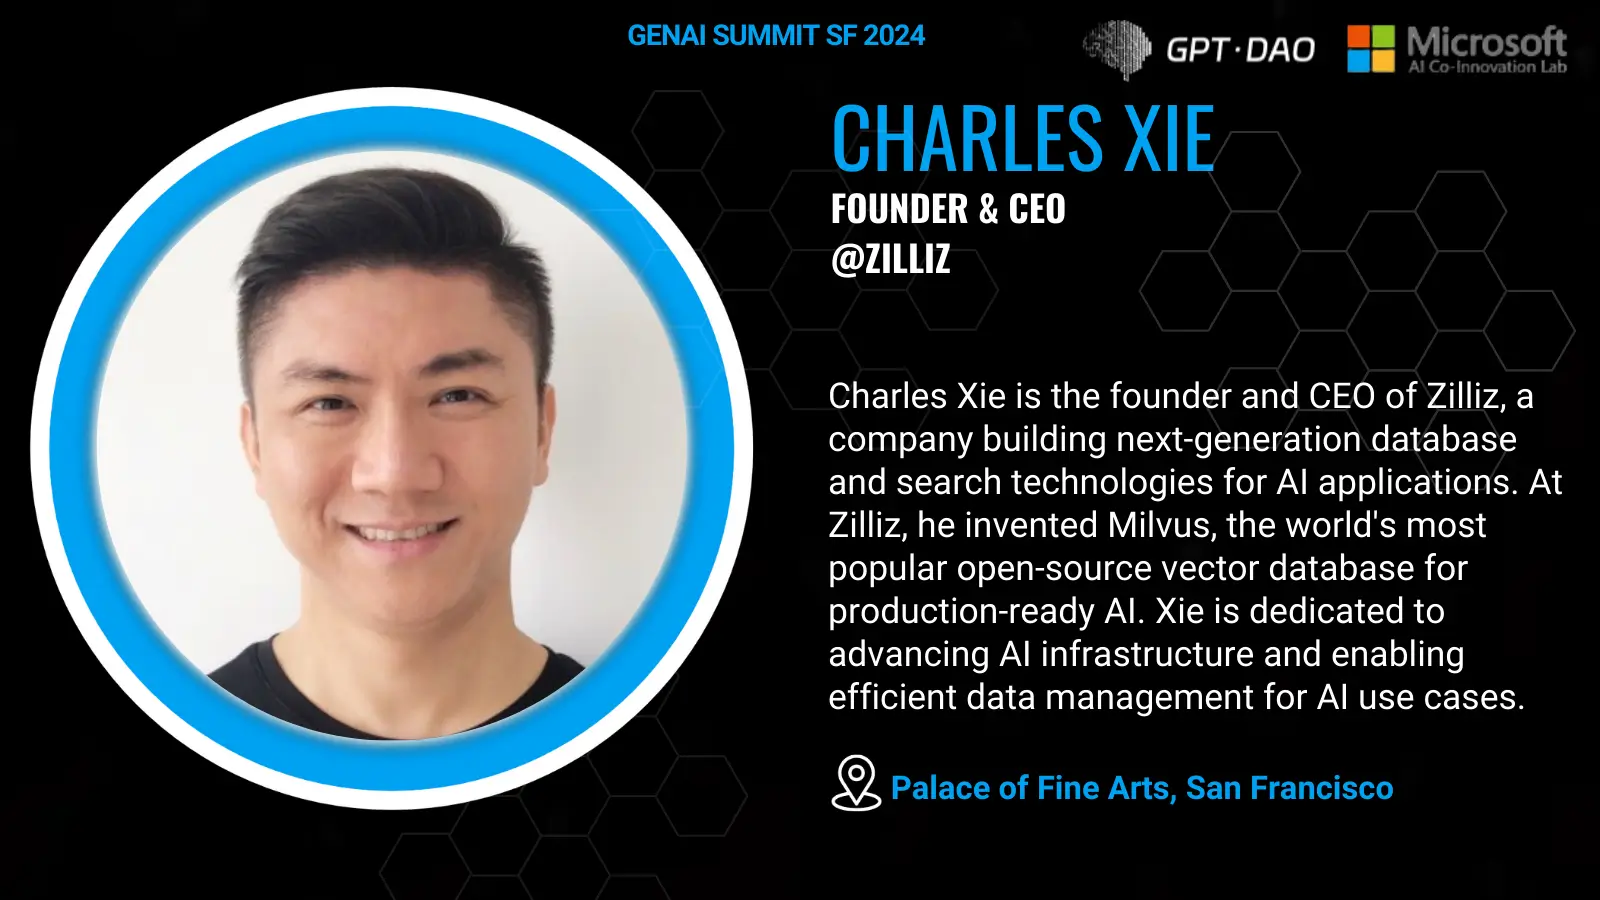 GENAI SUMMIT SF 2024
GPT·DAO
Microsoft
AI Co-Innovation Lab
CHARLES XIE
FOUNDER & CEO
@ZILLIZ
Charles Xie is the founder and CEO of Zilliz, a
company building next-generation database
and search technologies for AI applications. At
Zilliz, he invented Milvus, the world's most
popular open-source vector database for
production-ready AI. Xie is dedicated to
advancing AI infrastructure and enabling
efficient data management for AI use cases.
Palace of Fine Arts, San Francisco